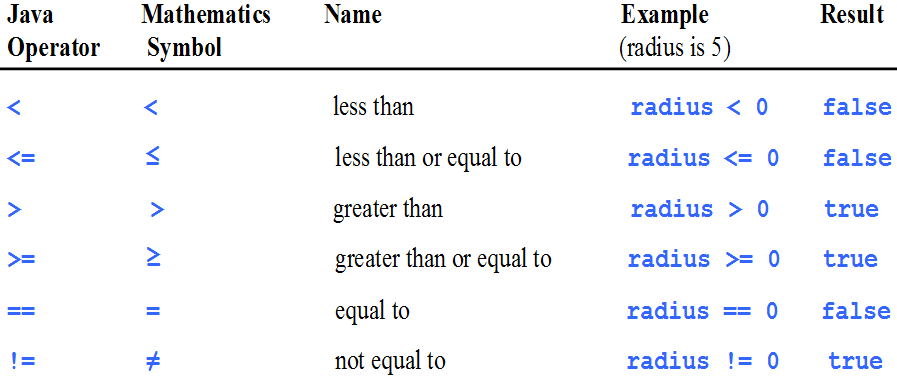 Java Mathematics Name Example Result
Operator Symbol (radius is 5)
< < less than radius < 0 false
<= ≤ less than or equal to radius <= 0 false
> > greater than radius > 0 true
>= ≥ greater than or equal to radius >= 0 true
== = equal to radius == 0 false
!= ≠ not equal to radius != 0 true